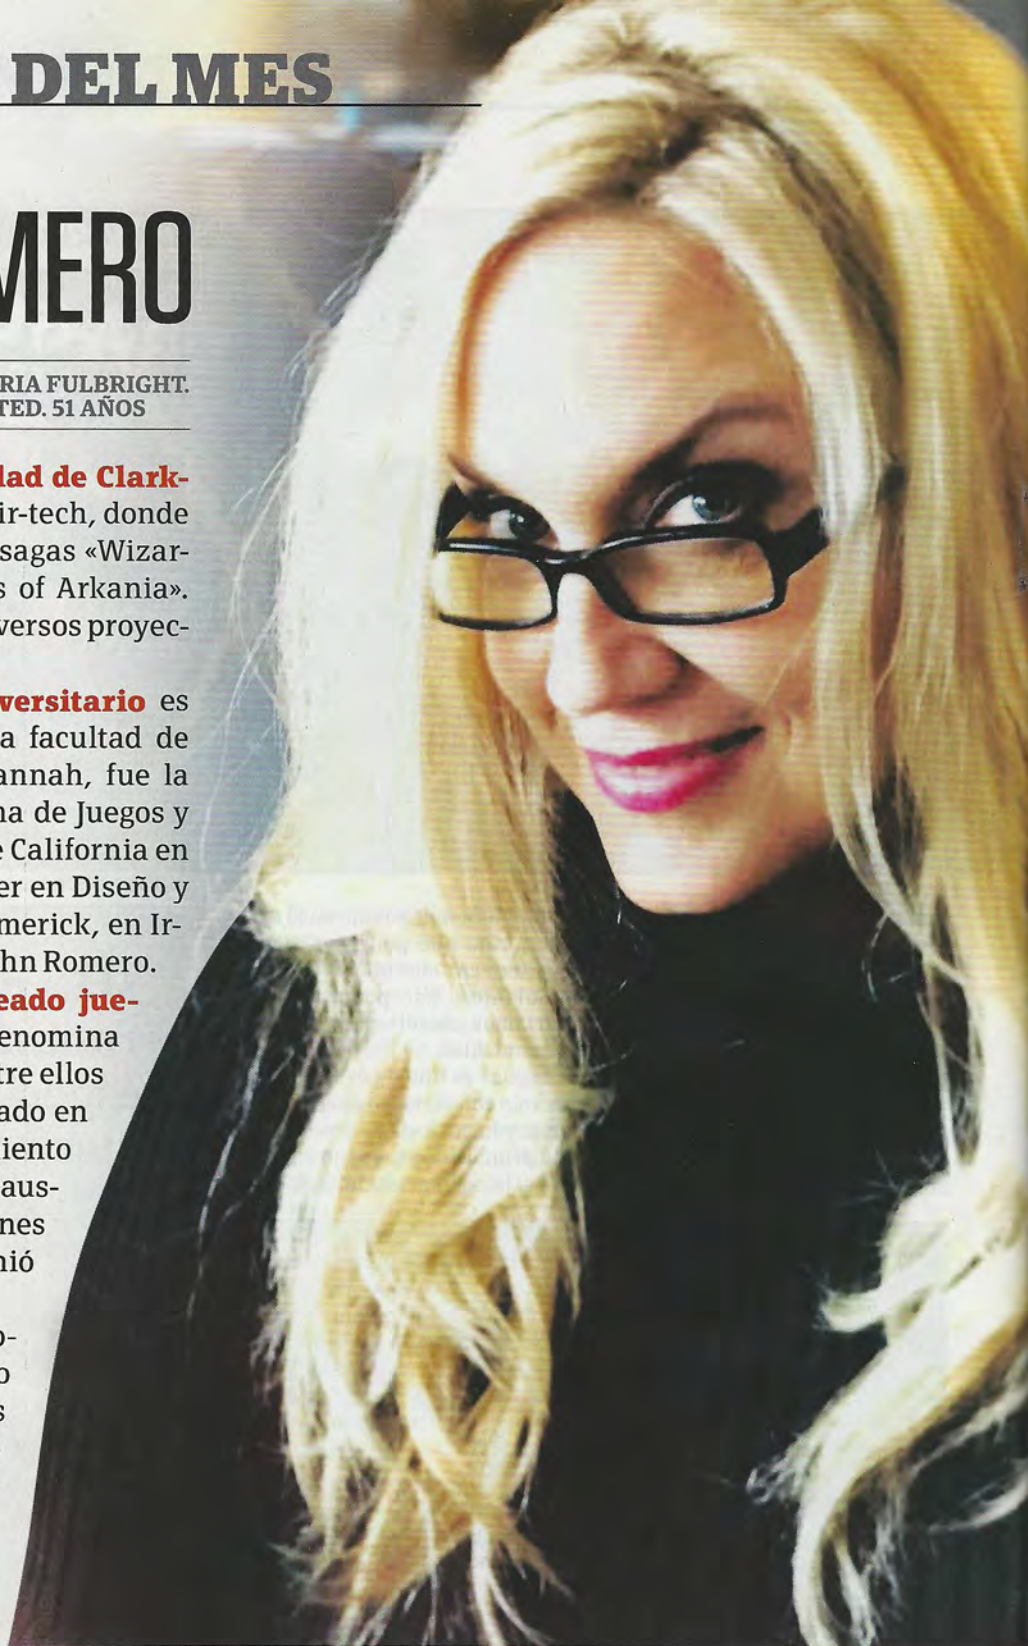 DEL MES
MERO
RIA FULBRIGHT.
TED. 51 AÑOS
dad de Clark-
ir-tech, donde
sagas «Wizar-
s of Arkania».
versos proyec-
versitario es
a facultad de
annah, fue la
na de Juegos y
e California en
er en Diseño y
merick, en Ir-
hn Romero.
eado jue-
enomina
tre ellos
ado en
iento
aus-
nes
nió
o-
o
s